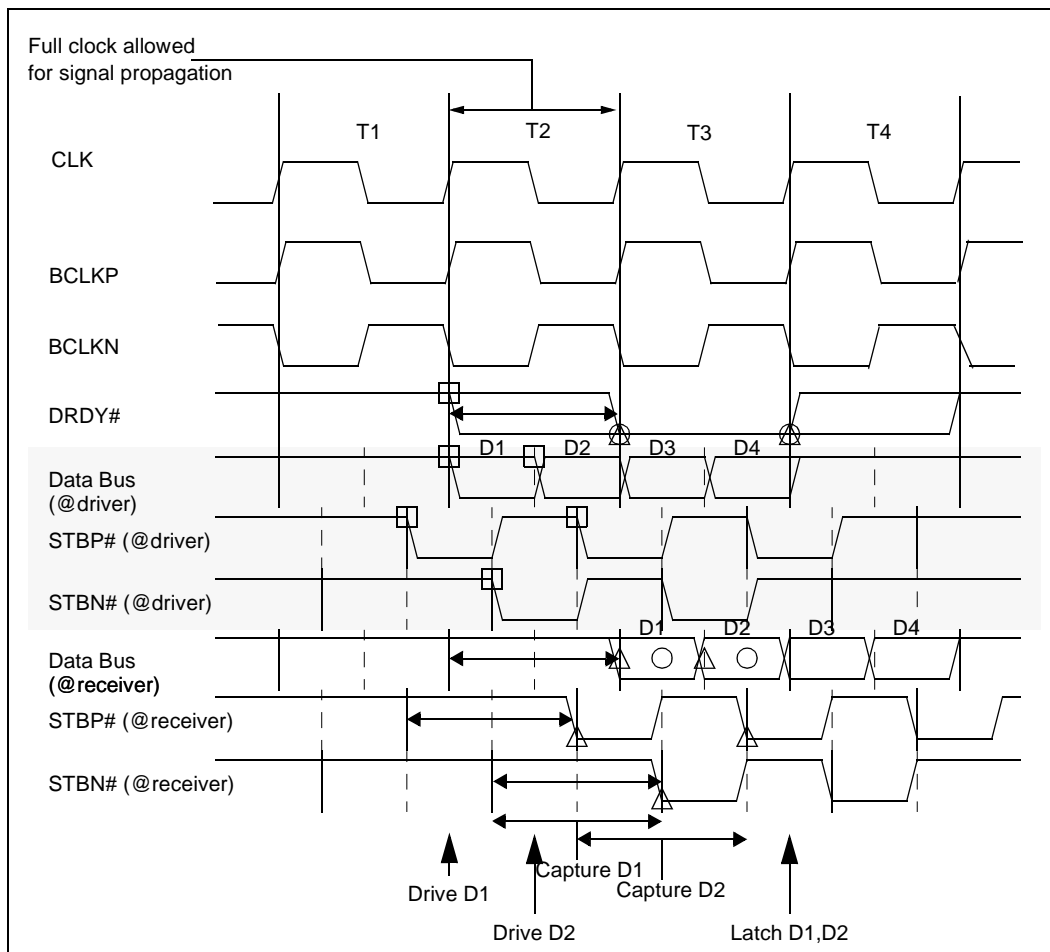 Full clock allowed
for signal propagation
T1 T2 T3 T4
CLK
BCLKP
BCLKN
DRDY#
D1 D2 D3 D4
Data Bus
(@driver)
STBP# (@driver)
STBN# (@driver)
D1 D2 D3 D4
Data Bus
(@receiver)
STBP# (@receiver)
STBN# (@receiver)
Capture D1
Capture D2
Drive D1
Drive D2
Latch D1,D2